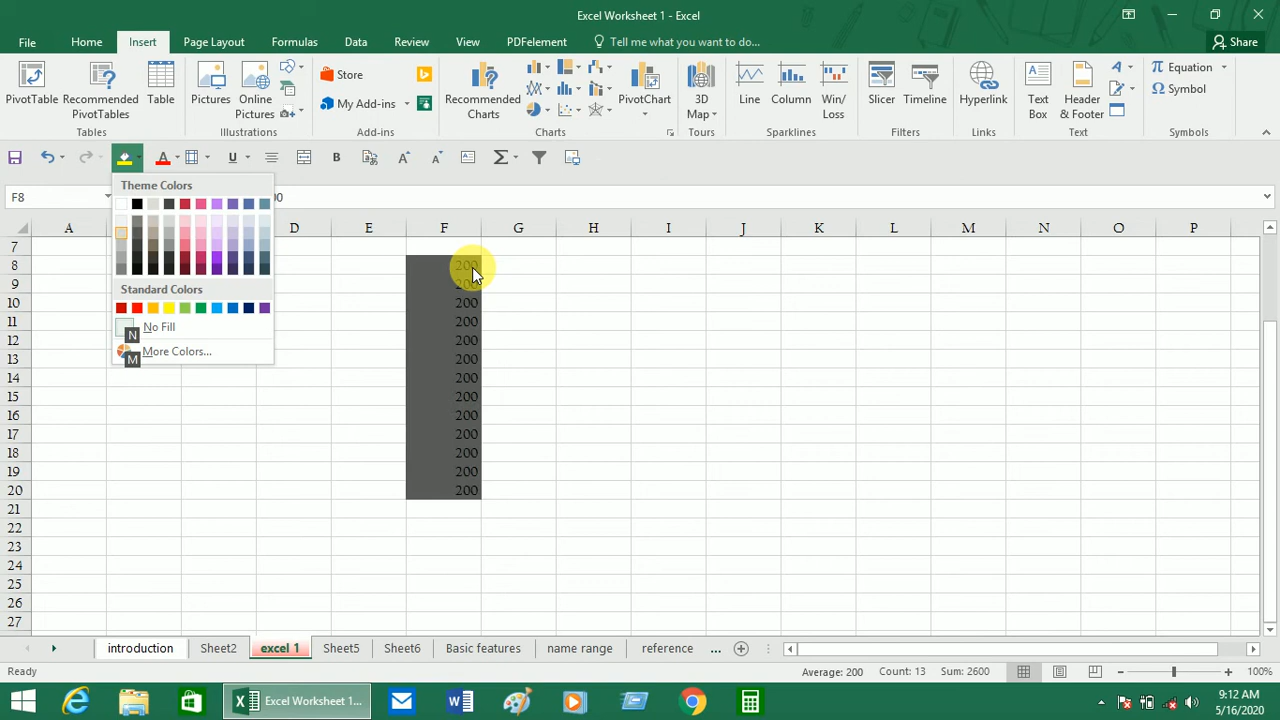 Excel Worksheet 1 - Excel
File Home Insert Page Layout Formulas Data Review View PDFelement Tell me what you want to do... Share
PivotTable Recommended PivotTables Table
Pictures Online Pictures
Store
My Add-ins
Recommended Charts PivotChart
3D Map
Line Column Win/Loss
Slicer Timeline
Hyperlink
Text Box Header & Footer
Equation
Symbol
Tables Illustrations Add-ins Charts Tours Sparklines Filters Links Text Symbols
U B
F8 00
Theme Colors
Standard Colors
No Fill
N
More Colors...
M
A D E F G H I J K L M N O P
7
8 200
9 200
10 200
11 200
12 200
13 200
14 200
15 200
16 200
17 200
18 200
19 200
20 200
21
22
23
24
25
26
27
introduction Sheet2 excel 1 Sheet5 Sheet6 Basic features name range reference ...
Ready Average: 200 Count: 13 Sum: 2600 100%
Excel Worksheet 1...
9:12 AM
5/16/2020